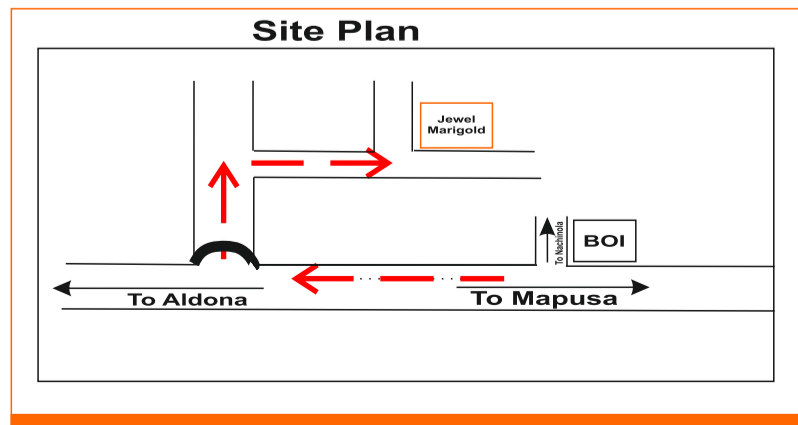 Site Plan
Jewel
Marigold
To Nachinola
BOI
To Aldona
To Mapusa